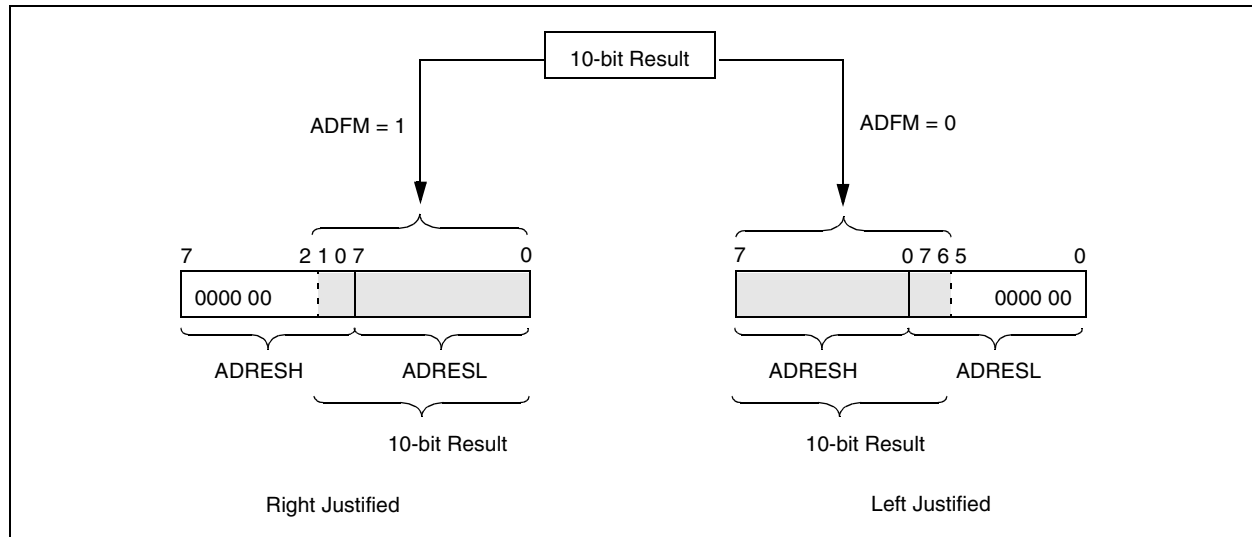 10-bit Result
ADFM = 1
ADFM = 0
7 2 1 0 7 0
7 0 7 6 5 0
0000 00
0000 00
ADRESH ADRESL
ADRESH ADRESL
10-bit Result
10-bit Result
Right Justified
Left Justified